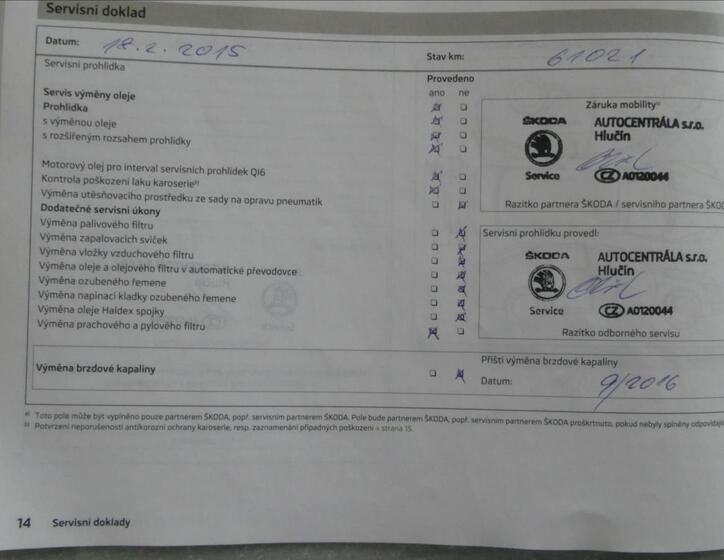 Servisní doklad
Datum: 18.2.2015
Stav km: 61021
Servisní prohlídka
Provedeno
ano ne
Servis výměny oleje
Prohlídka
s výměnou oleje
s rozšířeným rozsahem prohlídky
Motorový olej pro interval servisních prohlídek QI6
Kontrola poškození laku karoserie
Výměna utěsňovacího prostředku ze sady na opravu pneumatik
Dodatečné servisní úkony
Výměna palivového filtru
Výměna zapalovacích svíček
Výměna vložky vzduchového filtru
Výměna oleje a olejového filtru v automatické převodovce
Výměna ozubeného řemene
Výměna napínací kladky ozubeného řemene
Výměna oleje Haldex spojky
Výměna prachového a pylového filtru
Výměna brzdové kapaliny
Záruka mobility
ŠKODA AUTOCENTRÁLA s.r.o.
Hlučín
Service CZ A0120044
Razítko partnera ŠKODA / servisního partnera
Servisní prohlídku provedl:
ŠKODA AUTOCENTRÁLA s.r.o.
Hlučín
Service CZ A0120044
Razítko odborného servisu
Příští výměna brzdové kapaliny
Datum: 9/2016
a) Toto pole může být vyplněno pouze partnerem ŠKODA, popř. servisním partnerem ŠKODA. Pole bude partnerem ŠKODA, popř. servisním partnerem ŠKODA proškrtnuto, pokud nebyly splněny
b) Potvrzení neporušenosti antikorozní ochrany karoserie, resp. zaznamenání případných poškození » strana 15.
14 Servisní doklady